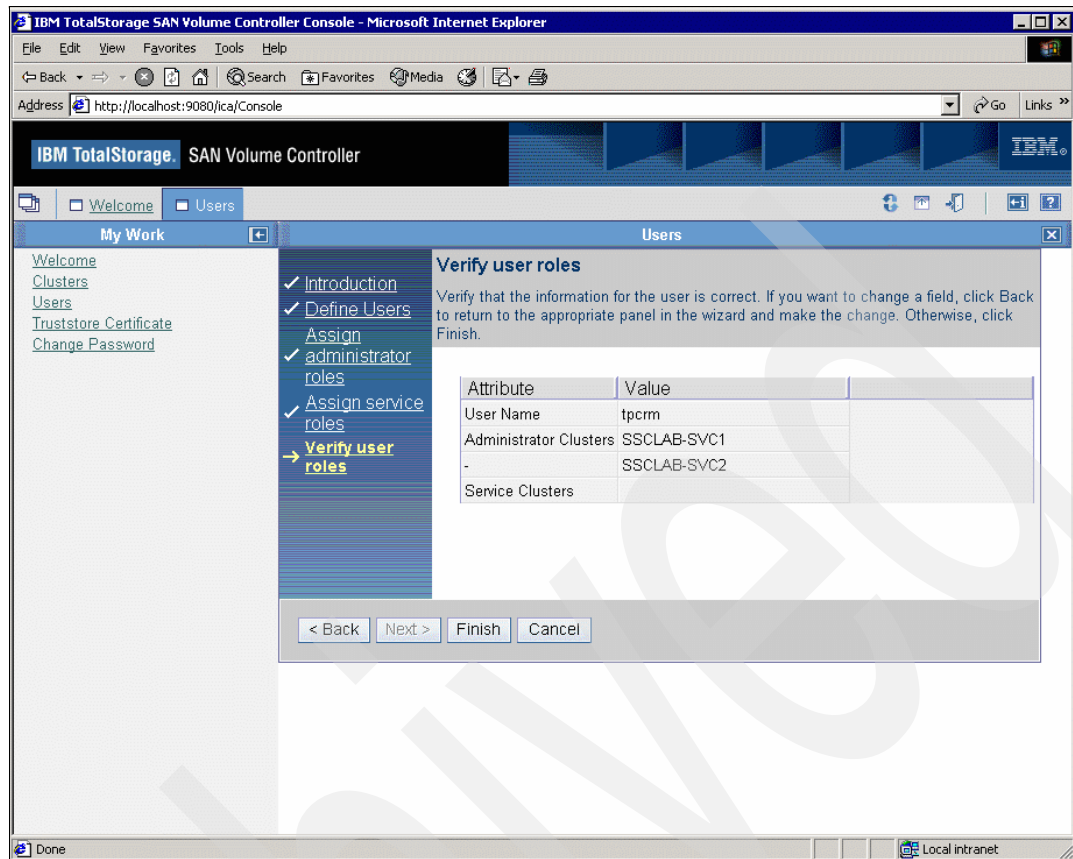 IBM TotalStorage SAN Volume Controller Console - Microsoft Internet Explorer
File Edit View Favorites Tools Help
Back Search Favorites Media
Address http://localhost:9080/ica/Console Go Links »
IBM TotalStorage. SAN Volume Controller IBM®
Welcome Users
My Work
Users
Welcome
Clusters
Users
Truststore Certificate
Change Password
Introduction
Define Users
Assign
administrator
roles
Assign service
roles
Verify user
roles
Verify user roles
Verify that the information for the user is correct. If you want to change a field, click Back
to return to the appropriate panel in the wizard and make the change. Otherwise, click
Finish.
Attribute Value
User Name tpcrm
Administrator Clusters SSCLAB-SVC1
- SSCLAB-SVC2
Service Clusters
< Back Next > Finish Cancel
Done Local intranet